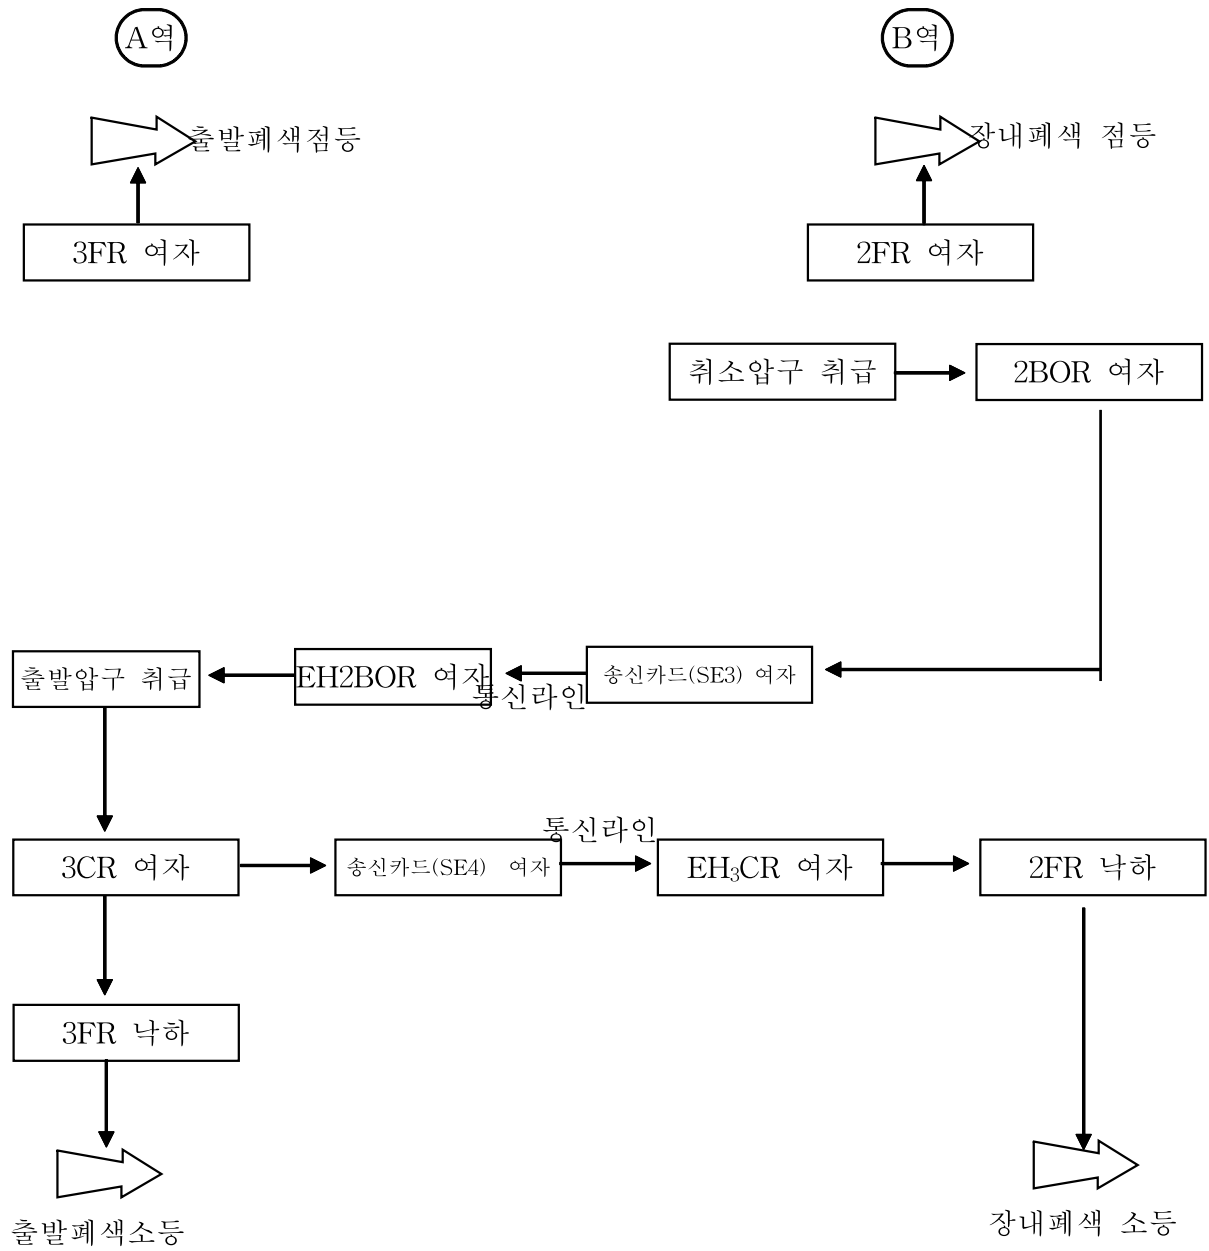 A역
B역
출발폐색점등
장내폐색 점등
3FR 여자
2FR 여자
취소압구 취급
2BOR 여자
출발압구 취급
EH2BOR 여자
통신라인
송신카드(SE3) 여자
통신라인
3CR 여자
송신카드(SE4) 여자
EH₃CR 여자
2FR 낙하
3FR 낙하
출발폐색소등
장내폐색 소등